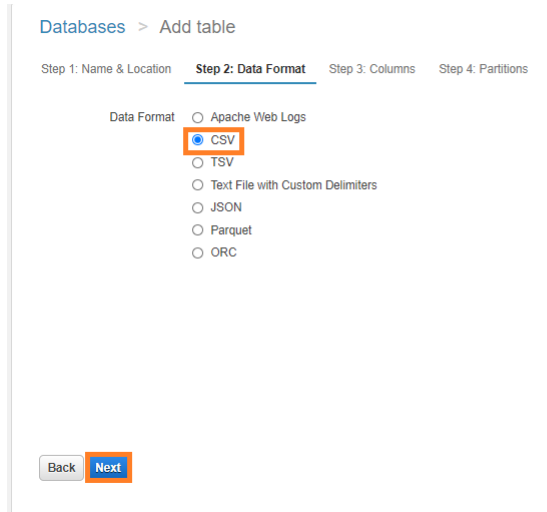 Databases > Add table
Step 1: Name & Location Step 2: Data Format Step 3: Columns Step 4: Partitions
Data Format Apache Web Logs
CSV
TSV
Text File with Custom Delimiters
JSON
Parquet
ORC
Back Next